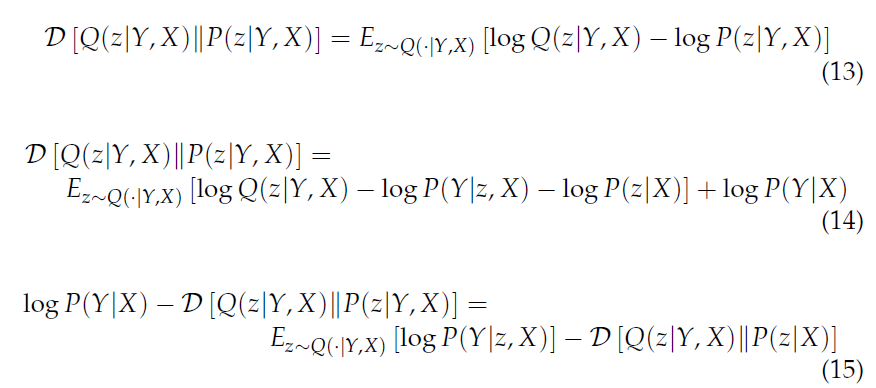 𝒟 [Q(z|Y, X)‖P(z|Y, X)] = E_{z∼Q(·|Y,X)} [log Q(z|Y, X) − log P(z|Y, X)]
(13)
𝒟 [Q(z|Y, X)‖P(z|Y, X)] =
E_{z∼Q(·|Y,X)} [log Q(z|Y, X) − log P(Y|z, X) − log P(z|X)] + log P(Y|X)
(14)
log P(Y|X) − 𝒟 [Q(z|Y, X)‖P(z|Y, X)] =
E_{z∼Q(·|Y,X)} [log P(Y|z, X)] − 𝒟 [Q(z|Y, X)‖P(z|X)]
(15)